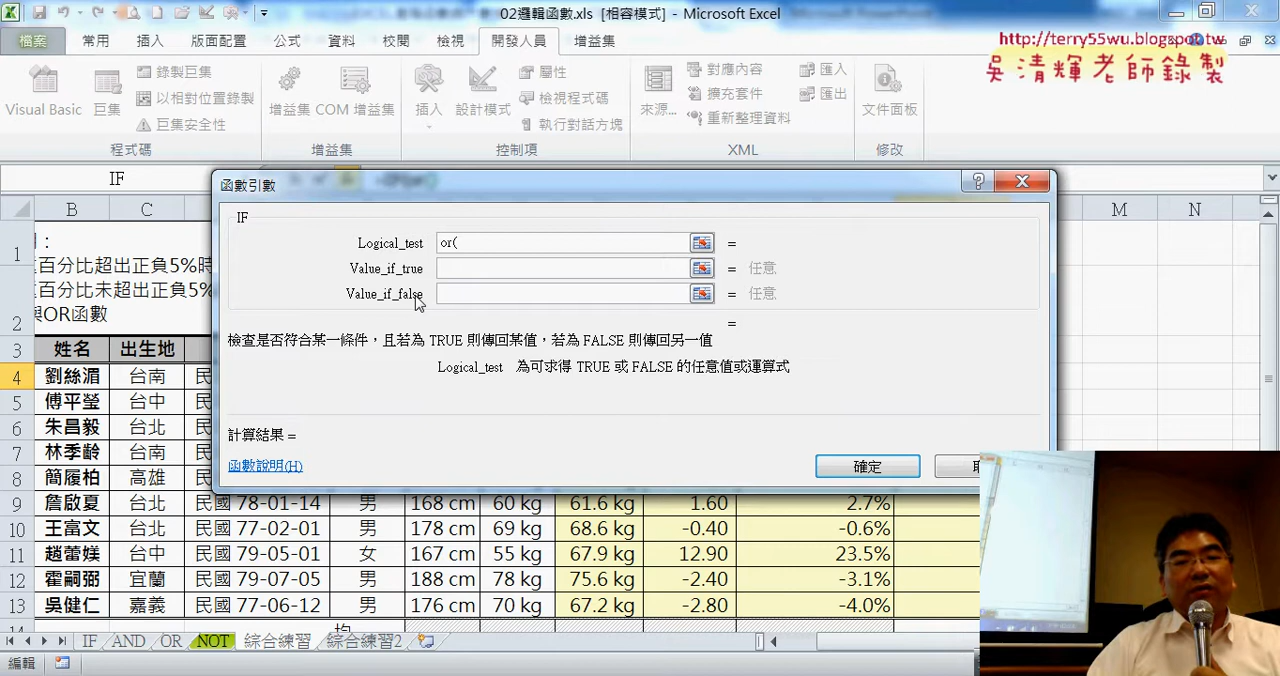 02邏輯函數.xls [相容模式] - Microsoft Excel
檔案 常用 插入 版面配置 公式 資料 校閱 檢視 開發人員 增益集
http://terry55wu.blogspot.tw
吳清輝老師錄製
Visual Basic 巨集 錄製巨集 以相對位置錄製 巨集安全性 增益集 COM 增益集 插入 設計模式 屬性 檢視程式碼 執行對話方塊 來源... 對應內容 擴充套件 重新整理資料 匯入 匯出 文件面板
程式碼 增益集 控制項 XML 修改
IF
函數引數
B C M N
IF
Logical_test or( =
Value_if_true = 任意
Value_if_false = 任意
=
檢查是否符合某一條件，且若為 TRUE 則傳回某值，若為 FALSE 則傳回另一值
Logical_test 為可求得 TRUE 或 FALSE 的任意值或運算式
計算結果 =
函數說明(H) 確定
1 百分比超出正負5%時
百分比未超出正負5%
2 OR函數
3 姓名 出生地
4 劉絲湄 台南 民
5 傅平瑩 台中 民
6 朱昌毅 台北 民
7 林季齡 台南 民
8 簡履柏 高雄 民
9 詹啟夏 台北 民國 78-01-14 男 168 cm 60 kg 61.6 kg 1.60 2.7%
10 王富文 台北 民國 77-02-01 男 178 cm 69 kg 68.6 kg -0.40 -0.6%
11 趙蕾媄 台中 民國 79-05-01 女 167 cm 55 kg 67.9 kg 12.90 23.5%
12 霍嗣弼 宜蘭 民國 79-07-05 男 188 cm 78 kg 75.6 kg -2.40 -3.1%
13 吳健仁 嘉義 民國 77-06-12 男 176 cm 70 kg 67.2 kg -2.80 -4.0%
IF AND OR NOT 綜合練習 綜合練習2
編輯